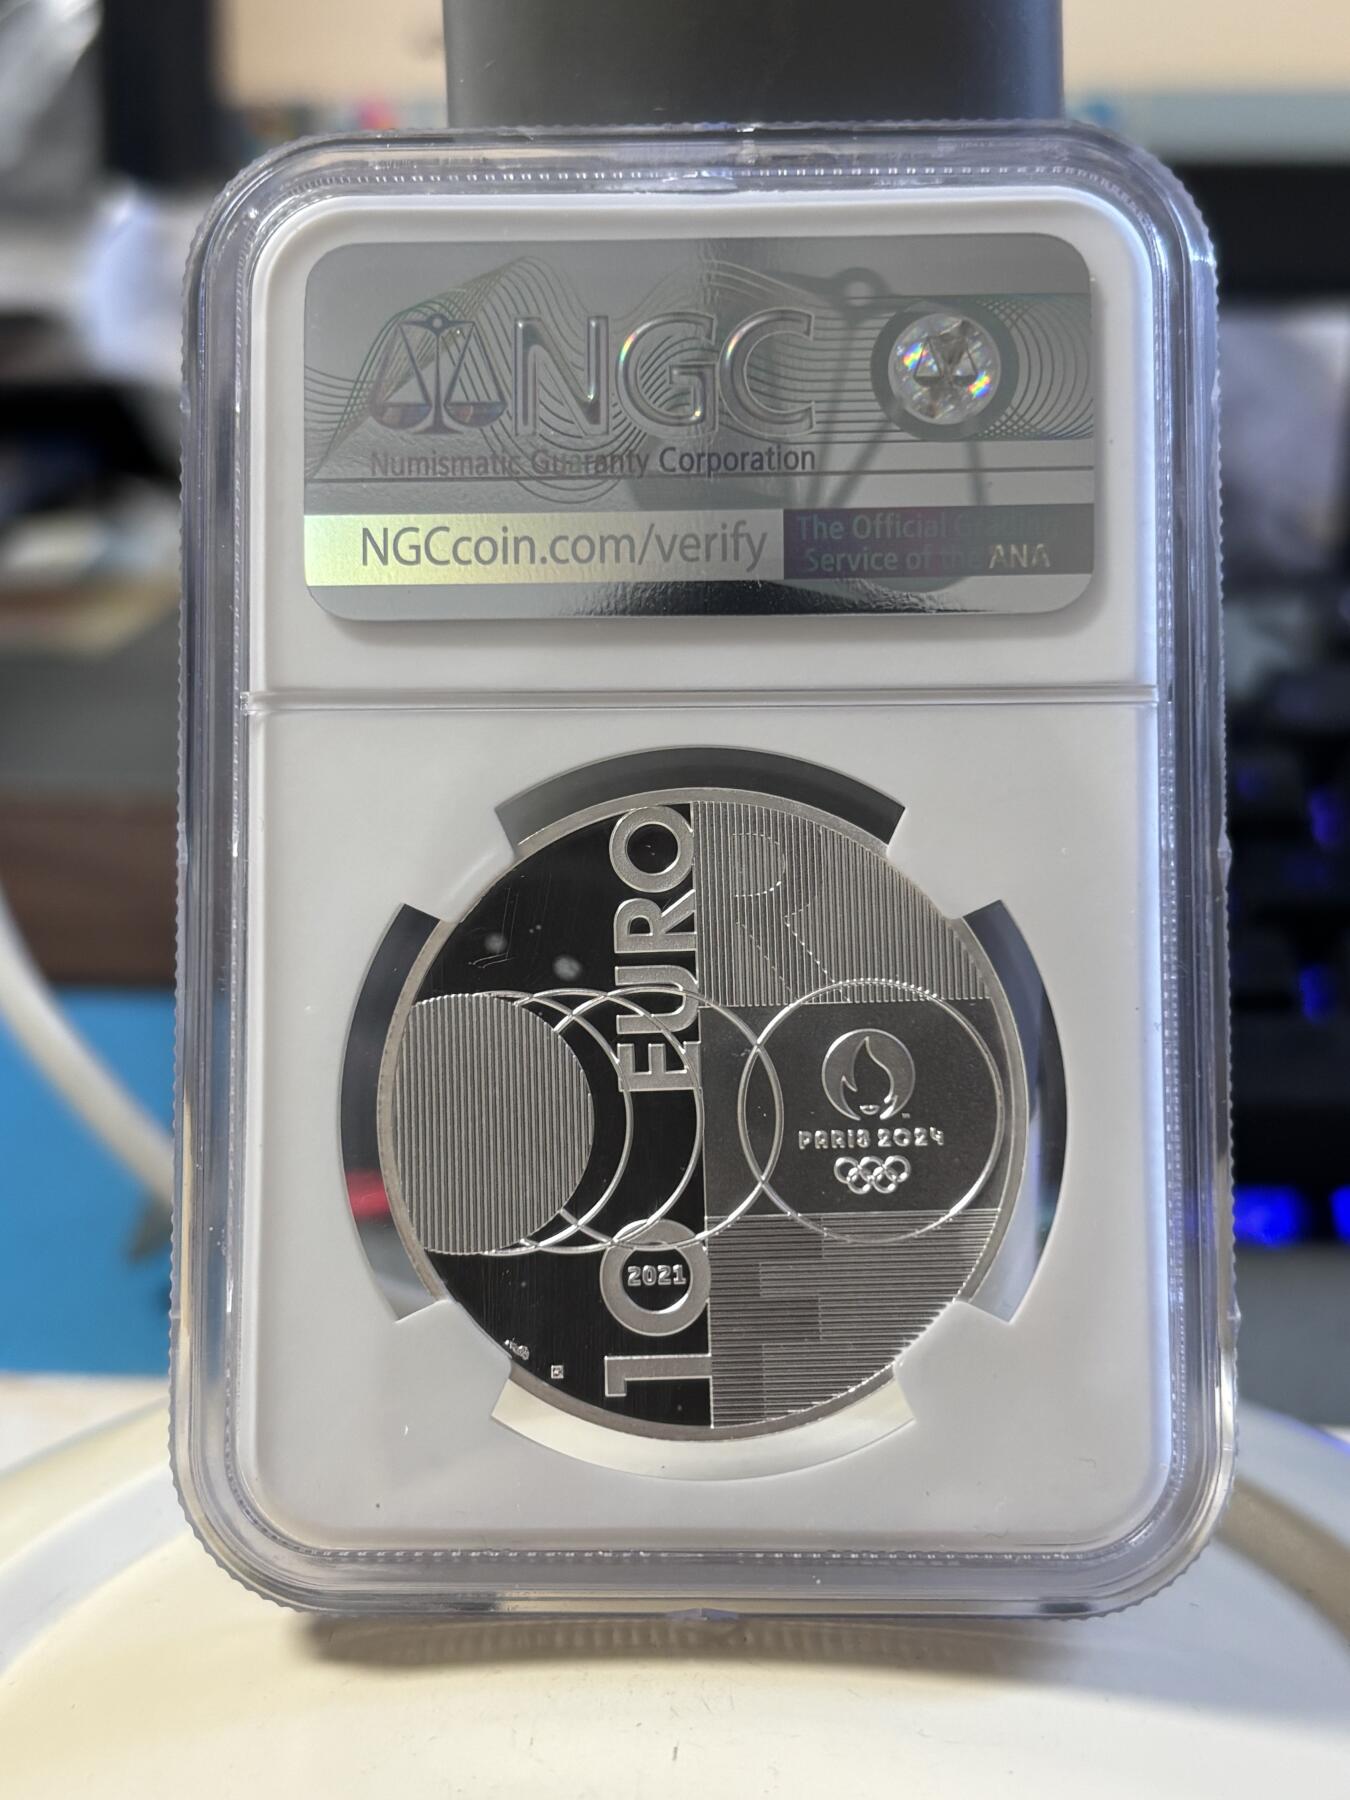 NGC
Numismatic Guaranty Corporation
NGCcoin.com/verify
The Official Grading
Service of the ANA
10 EURO
2021
PARIS 2024